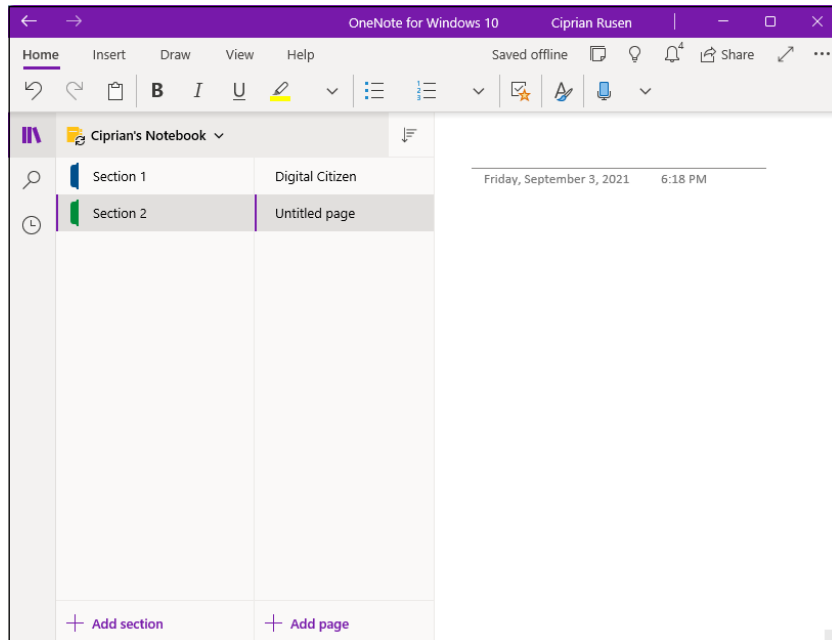 OneNote for Windows 10 Ciprian Rusen
Home Insert Draw View Help Saved offline 4 Share
B I U
Ciprian's Notebook
Section 1 Digital Citizen
Friday, September 3, 2021 6:18 PM
Section 2 Untitled page
Add section Add page